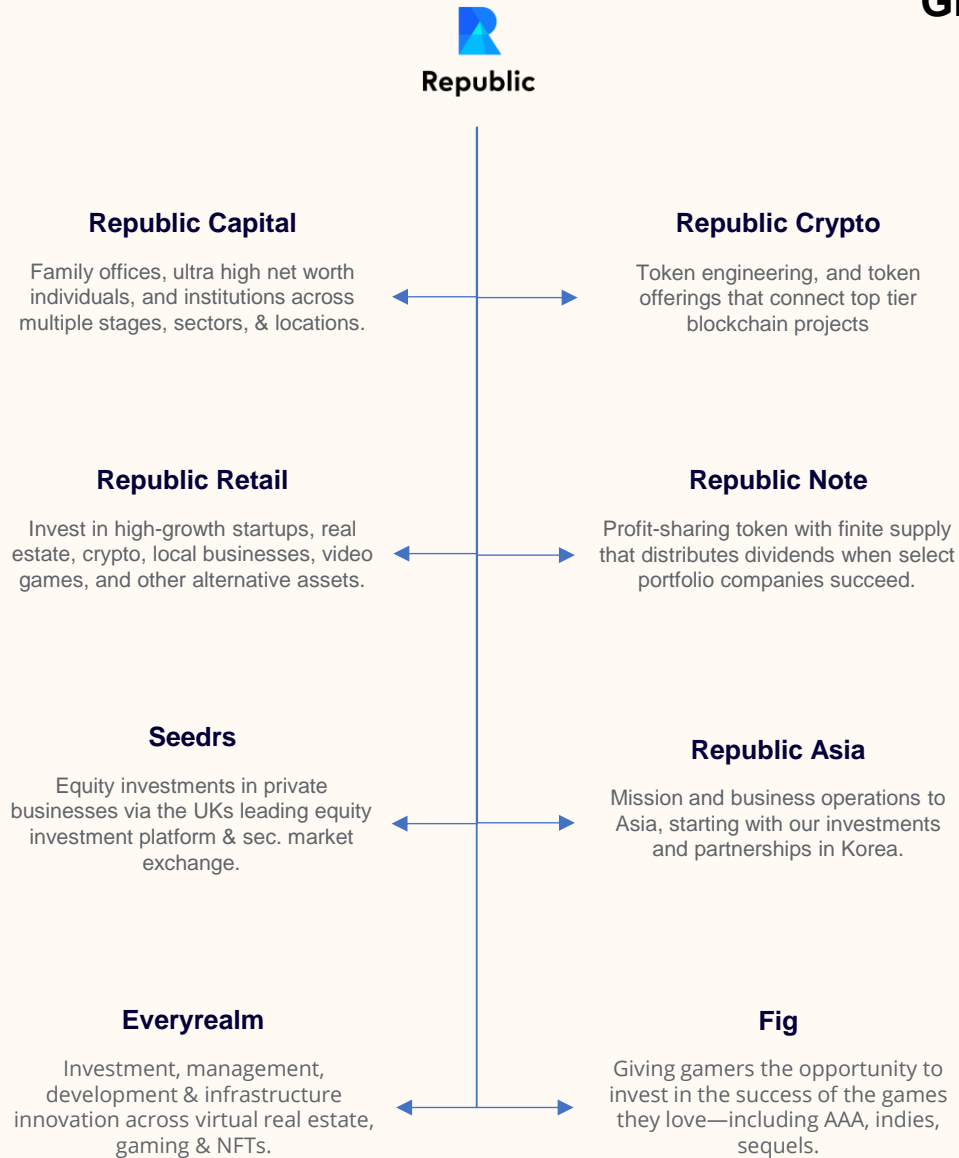 Republic
Republic Capital
Family offices, ultra high net worth
individuals, and institutions across
multiple stages, sectors, & locations.
Republic Crypto
Token engineering, and token
offerings that connect top tier
blockchain projects
Republic Retail
Invest in high-growth startups, real
estate, crypto, local businesses, video
games, and other alternative assets.
Republic Note
Profit-sharing token with finite supply
that distributes dividends when select
portfolio companies succeed.
Seedrs
Equity investments in private
businesses via the UKs leading equity
investment platform & sec. market
exchange.
Republic Asia
Mission and business operations to
Asia, starting with our investments
and partnerships in Korea.
Everyrealm
Investment, management,
development & infrastructure
innovation across virtual real estate,
gaming & NFTs.
Fig
Giving gamers the opportunity to
invest in the success of the games
they love—including AAA, indies,
sequels.